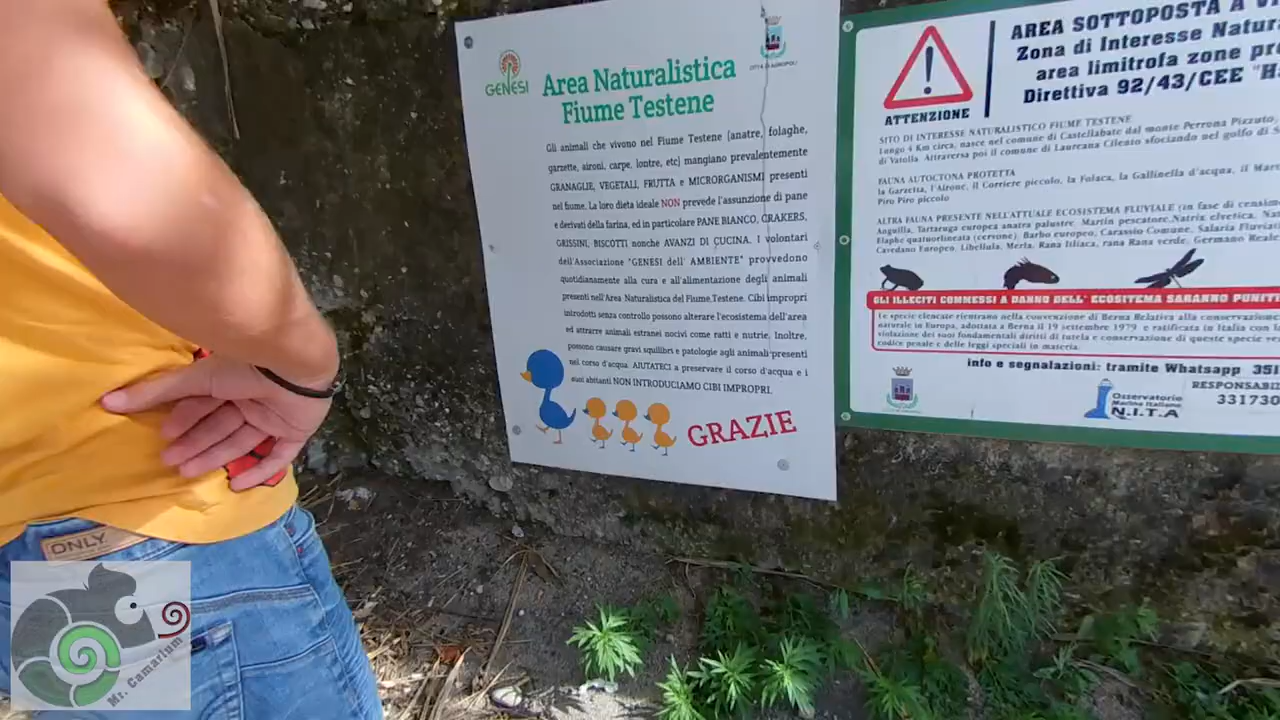 GENESI
CITTÀ DI AGROPOLI
Area Naturalistica
Fiume Testene
Gli animali che vivono nel Fiume Testene (anatre, folaghe,
garzette, aironi, carpe, lontre, etc) mangiano prevalentemente
GRANAGLIE, VEGETALI, FRUTTA e MICRORGANISMI presenti
nel fiume. La loro dieta ideale NON prevede l'assunzione di pane
e derivati della farina, ed in particolare PANE BIANCO, CRAKERS,
GRISSINI, BISCOTTI nonchè AVANZI DI CUCINA. I volontari
dell'Associazione "GENESI dell' AMBIENTE" provvedono
quotidianamente alla cura e all'alimentazione degli animali
presenti nell'Area Naturalistica del Fiume Testene. Cibi impropri
introdotti senza controllo possono alterare l'ecosistema dell'area
ed attrarre animali estranei nocivi come ratti e nutrie. Inoltre,
possono causare gravi squilibri e patologie agli animali presenti
nel corso d'acqua. AIUTATECI a preservare il corso d'acqua e i
suoi abitanti NON INTRODUCIAMO CIBI IMPROPRI.
GRAZIE
ATTENZIONE
AREA SOTTOPOSTA A
Zona di Interesse
area limitrofa zone
Direttiva 92/43/CEE
SITO DI INTERESSE NATURALISTICO FIUME TESTENE
Lungo 4 Km circa, nasce nel comune di Castellabate dal monte Perrona Pizzuto,
di Vatolla. Attraversa poi il comune di Laureana Cilento sfociando nel golfo di
FAUNA AUTOCTONA PROTETTA
la Garzetta, l'Airone, il Corriere piccolo, la Folaca, la Gallinella d'acqua, il
Piro Piro piccolo
ALTRA FAUNA PRESENTE NELL'ATTUALE ECOSISTEMA FLUVIALE (in fase di
Anguilla, Tartaruga europea anatra palustre, Martin pescatore, Natrix elvetica,
Elaphe quatuorlineata (cervone), Barbo europeo, Carassio Comune, Salaria
Cavedano Europeo, Libellula, Merla, Rana Italica, rana Rana verde, Germano Reale
GLI ILLECITI COMMESSI A DANNO DELL' ECOSITEMA SARANNO PUNITI
Le specie elencate rientrano nella convenzione di Berna Relativa alla conservazione
naturale in Europa, adottata a Berna il 19 settembre 1979 e ratificata in Italia con
violazione dei suoi fondamentali diritti di tutela e conservazione di queste specie
codice penale e delle leggi speciali in materia.
info e segnalazioni: tramite Whatsapp 351
Osservatorio
Marino Italiano
N.I.T.A
331730
ONLY
Mr. Camarium